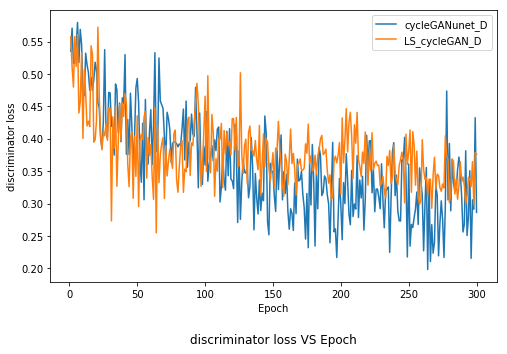 cycleGANunet_D
LS_cycleGAN_D
discriminator loss
0.55
0.50
0.45
0.40
0.35
0.30
0.25
0.20
0 50 100 150 200 250 300
Epoch
discriminator loss VS Epoch